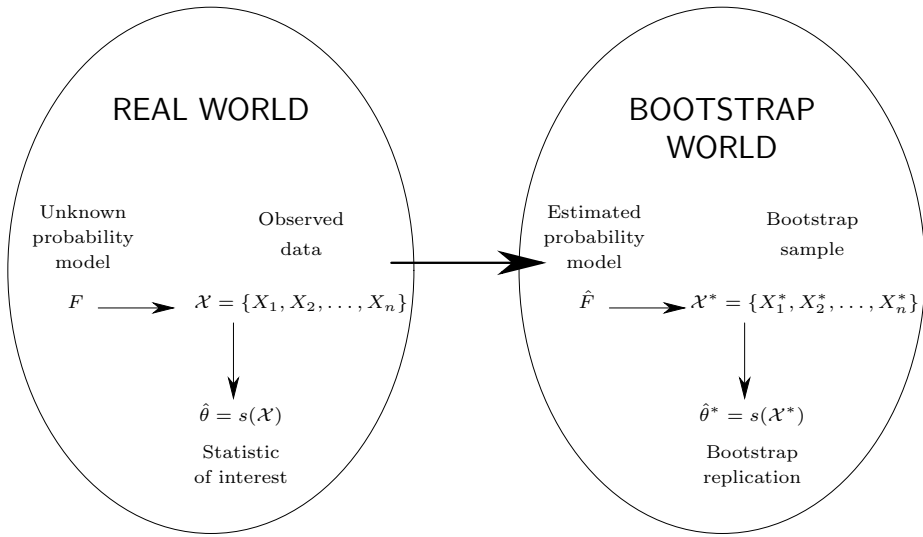 REAL WORLD
Unknown
probability
model
Observed
data
F
𝒳 = {X₁, X₂, . . . , Xₙ}
θ̂ = s(𝒳)
Statistic
of interest
BOOTSTRAP
WORLD
Estimated
probability
model
Bootstrap
sample
F̂
𝒳* = {X₁*, X₂*, . . . , Xₙ*}
θ̂* = s(𝒳*)
Bootstrap
replication